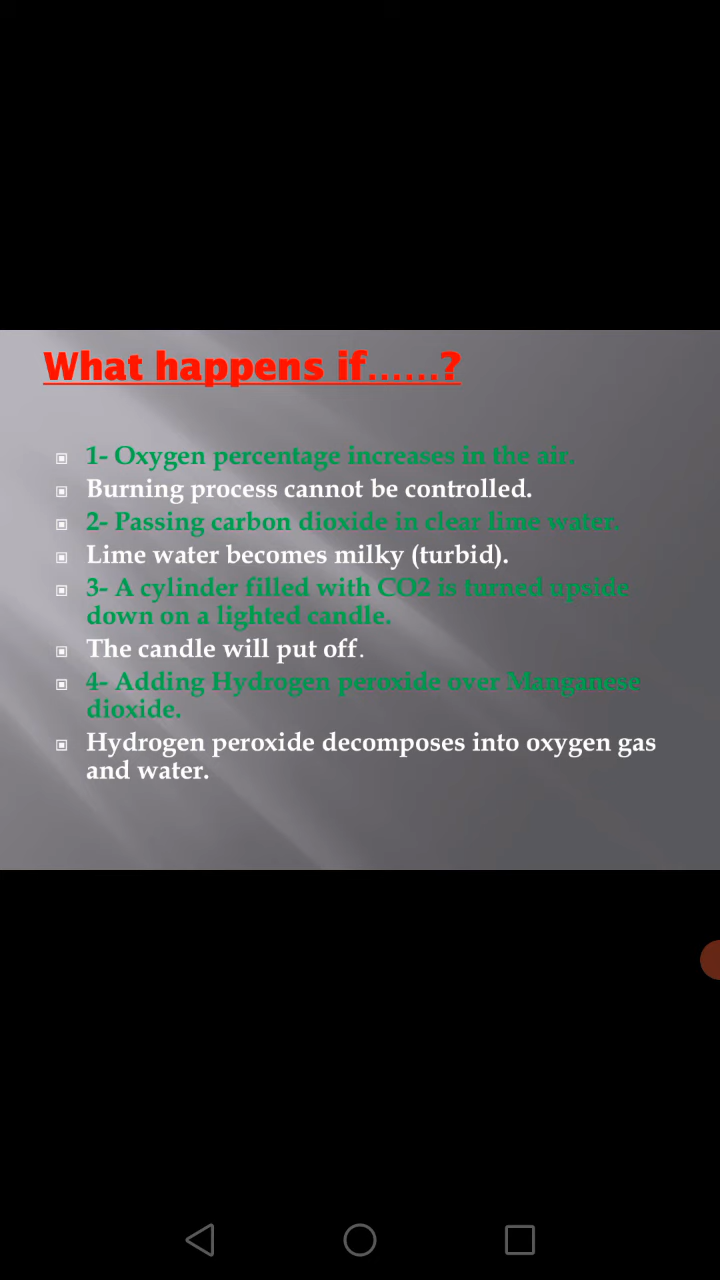 What happens if......?
1- Oxygen percentage increases in the air.
Burning process cannot be controlled.
2- Passing carbon dioxide in clear lime water.
Lime water becomes milky (turbid).
3- A cylinder filled with CO2 is turned upside
down on a lighted candle.
The candle will put off.
4- Adding Hydrogen peroxide over Manganese
dioxide.
Hydrogen peroxide decomposes into oxygen gas
and water.